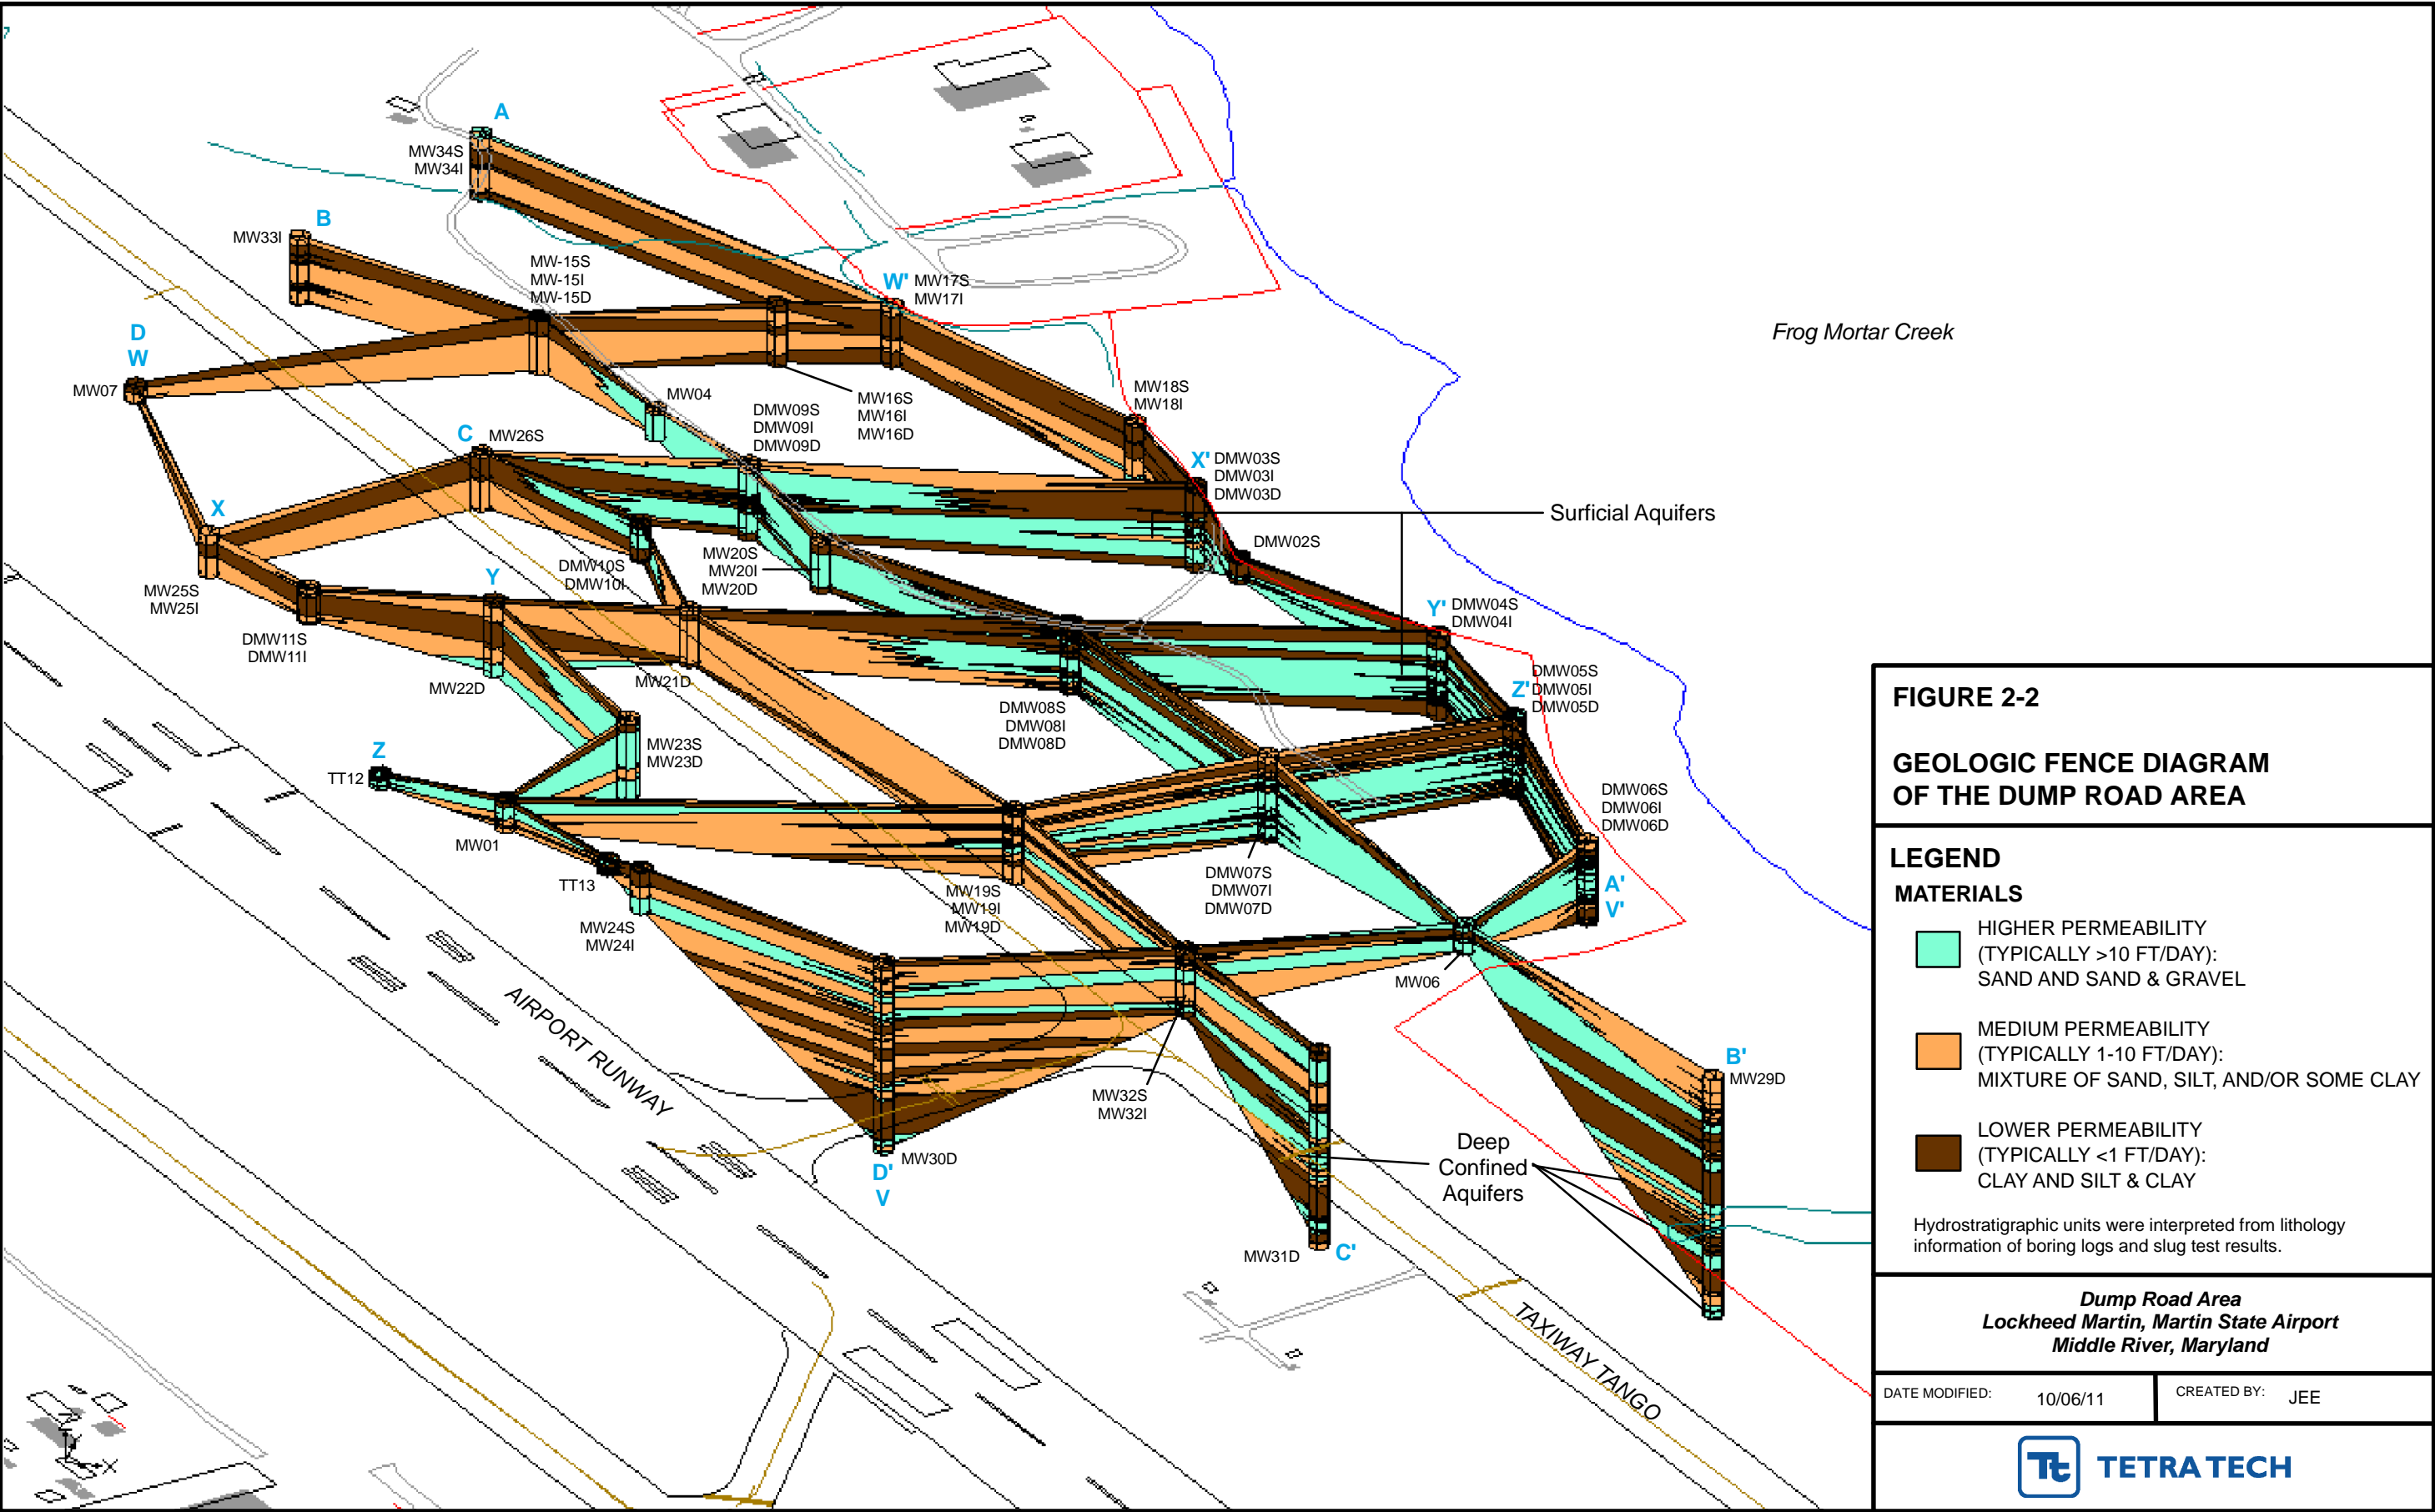 A
MW34S
MW34I
B
MW33I
MW-15S
MW-15I
MW-15D
W'
MW17S
MW17I
Frog Mortar Creek
D
W
MW07
MW04
MW16S
MW16I
MW16D
MW18S
MW18I
DMW09S
DMW09I
DMW09D
C
MW26S
X'
DMW03S
DMW03I
DMW03D
Surficial Aquifers
X
MW25S
MW25I
DMW10S
DMW10I
MW20S
MW20I
MW20D
DMW02S
Y
DMW11S
DMW11I
Y'
DMW04S
DMW04I
MW22D
MW21D
DMW08S
DMW08I
DMW08D
Z'
DMW05S
DMW05I
DMW05D
MW23S
MW23D
Z
TT12
MW01
DMW06S
DMW06I
DMW06D
TT13
MW24S
MW24I
MW19S
MW19I
MW19D
DMW07S
DMW07I
DMW07D
A'
V'
MW06
AIRPORT RUNWAY
MW32S
MW32I
B'
MW29D
D'
V
MW30D
Deep
Confined
Aquifers
MW31D
C'
TAXIWAY TANGO
Z
X
FIGURE 2-2
GEOLOGIC FENCE DIAGRAM
OF THE DUMP ROAD AREA
LEGEND
MATERIALS
HIGHER PERMEABILITY
(TYPICALLY >10 FT/DAY):
SAND AND SAND & GRAVEL
MEDIUM PERMEABILITY
(TYPICALLY 1-10 FT/DAY):
MIXTURE OF SAND, SILT, AND/OR SOME CLAY
LOWER PERMEABILITY
(TYPICALLY <1 FT/DAY):
CLAY AND SILT & CLAY
Hydrostratigraphic units were interpreted from lithology
information of boring logs and slug test results.
Dump Road Area
Lockheed Martin, Martin State Airport
Middle River, Maryland
DATE MODIFIED: 10/06/11
CREATED BY: JEE
Tt TETRA TECH